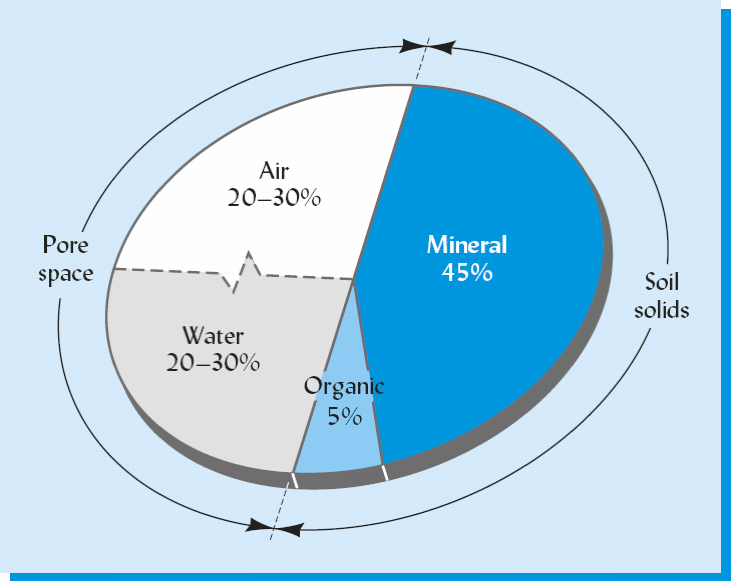 Air
20–30%
Pore
space
Mineral
45%
Soil
solids
Water
20–30%
Organic
5%